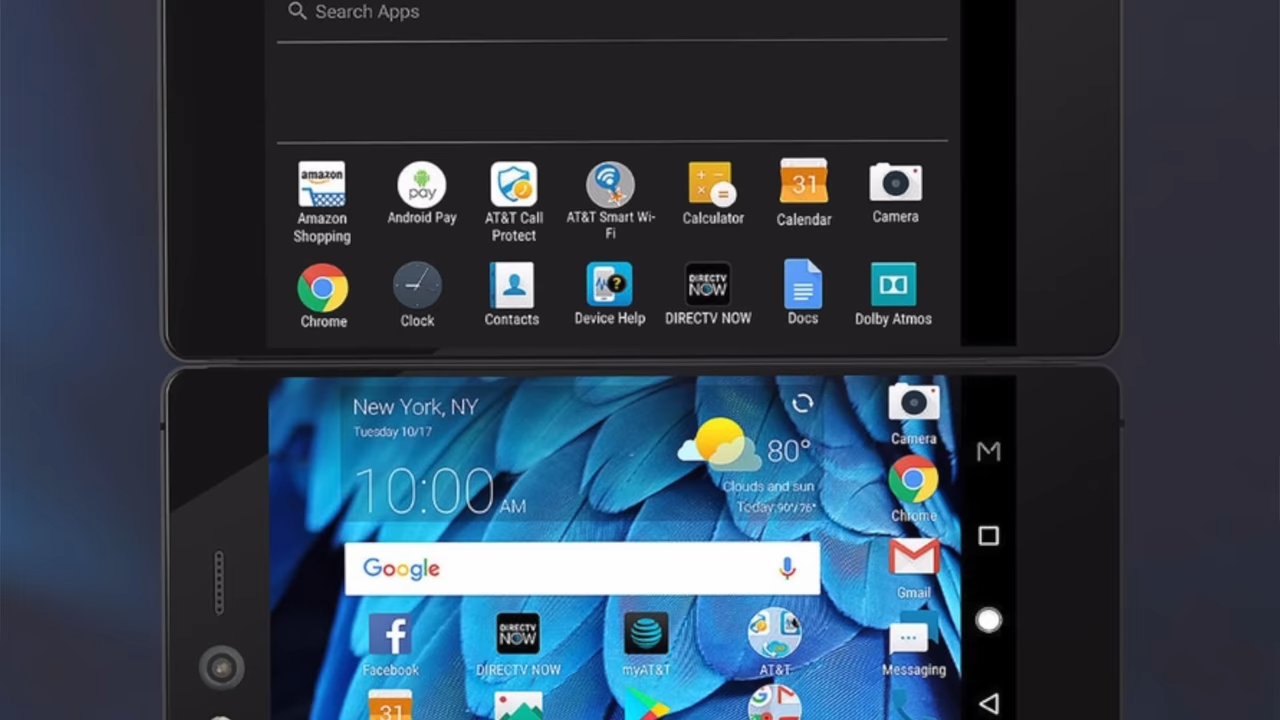 Search Apps
amazon
pay
31
Amazon Shopping
Android Pay
AT&T Call Protect
AT&T Smart Wi-Fi
Calculator
Calendar
Camera
DIRECTV NOW
Chrome
Clock
Contacts
Device Help
DIRECTV NOW
Docs
Dolby Atmos
New York, NY
Tuesday 10/17
10:00 AM
80°
Clouds and sun
Today:90°/76°
Camera
Chrome
Google
Gmail
DIRECTV NOW
Facebook
DIRECTV NOW
myAT&T
AT&T
Messaging
31